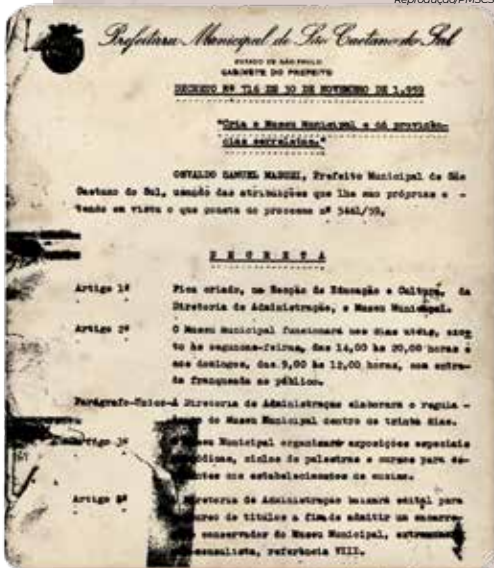 Reprodução/PMSCS
Prefeitura Municipal de São Caetano do Sul
ESTADO DE SÃO PAULO
GABINETE DO PREFEITO
DECRETO Nº 716 DE 30 DE NOVEMBRO DE 1.959
"Cria o Museu Municipal e dá providên-
cias correlatas."
OSVALDO SAMUEL MASSEI, Prefeito Municipal de São
Caetano do Sul, usando das atribuições que lhe são próprias e -
tendo em vista o que consta do processo nº 5461/59,
D E C R E T A
Artigo 1º Fica criado, na Secção de Educação e Cultura, da
Diretoria de Administração, o Museu Municipal.
Artigo 2º O Museu Municipal funcionará nos dias utéis, exce
to às segundas-feiras, das 14,00 às 20,00 horas e
aos domingos, das 9,00 às 12,00 horas, com entra-
da franqueada ao público.
Parágrafo-Único-A Diretoria de Administração elaborará o regula -
do Museu Municipal dentro de trinta dias.
Artigo 3º Museu Municipal organizará exposições especiais
ciclos de palestras e cursos para
nos estabelecimentos de ensino.
Artigo Diretoria de Administração baixará edital para
de títulos a fim de admitir um
conservador do Museu Municipal,
referência VIII.